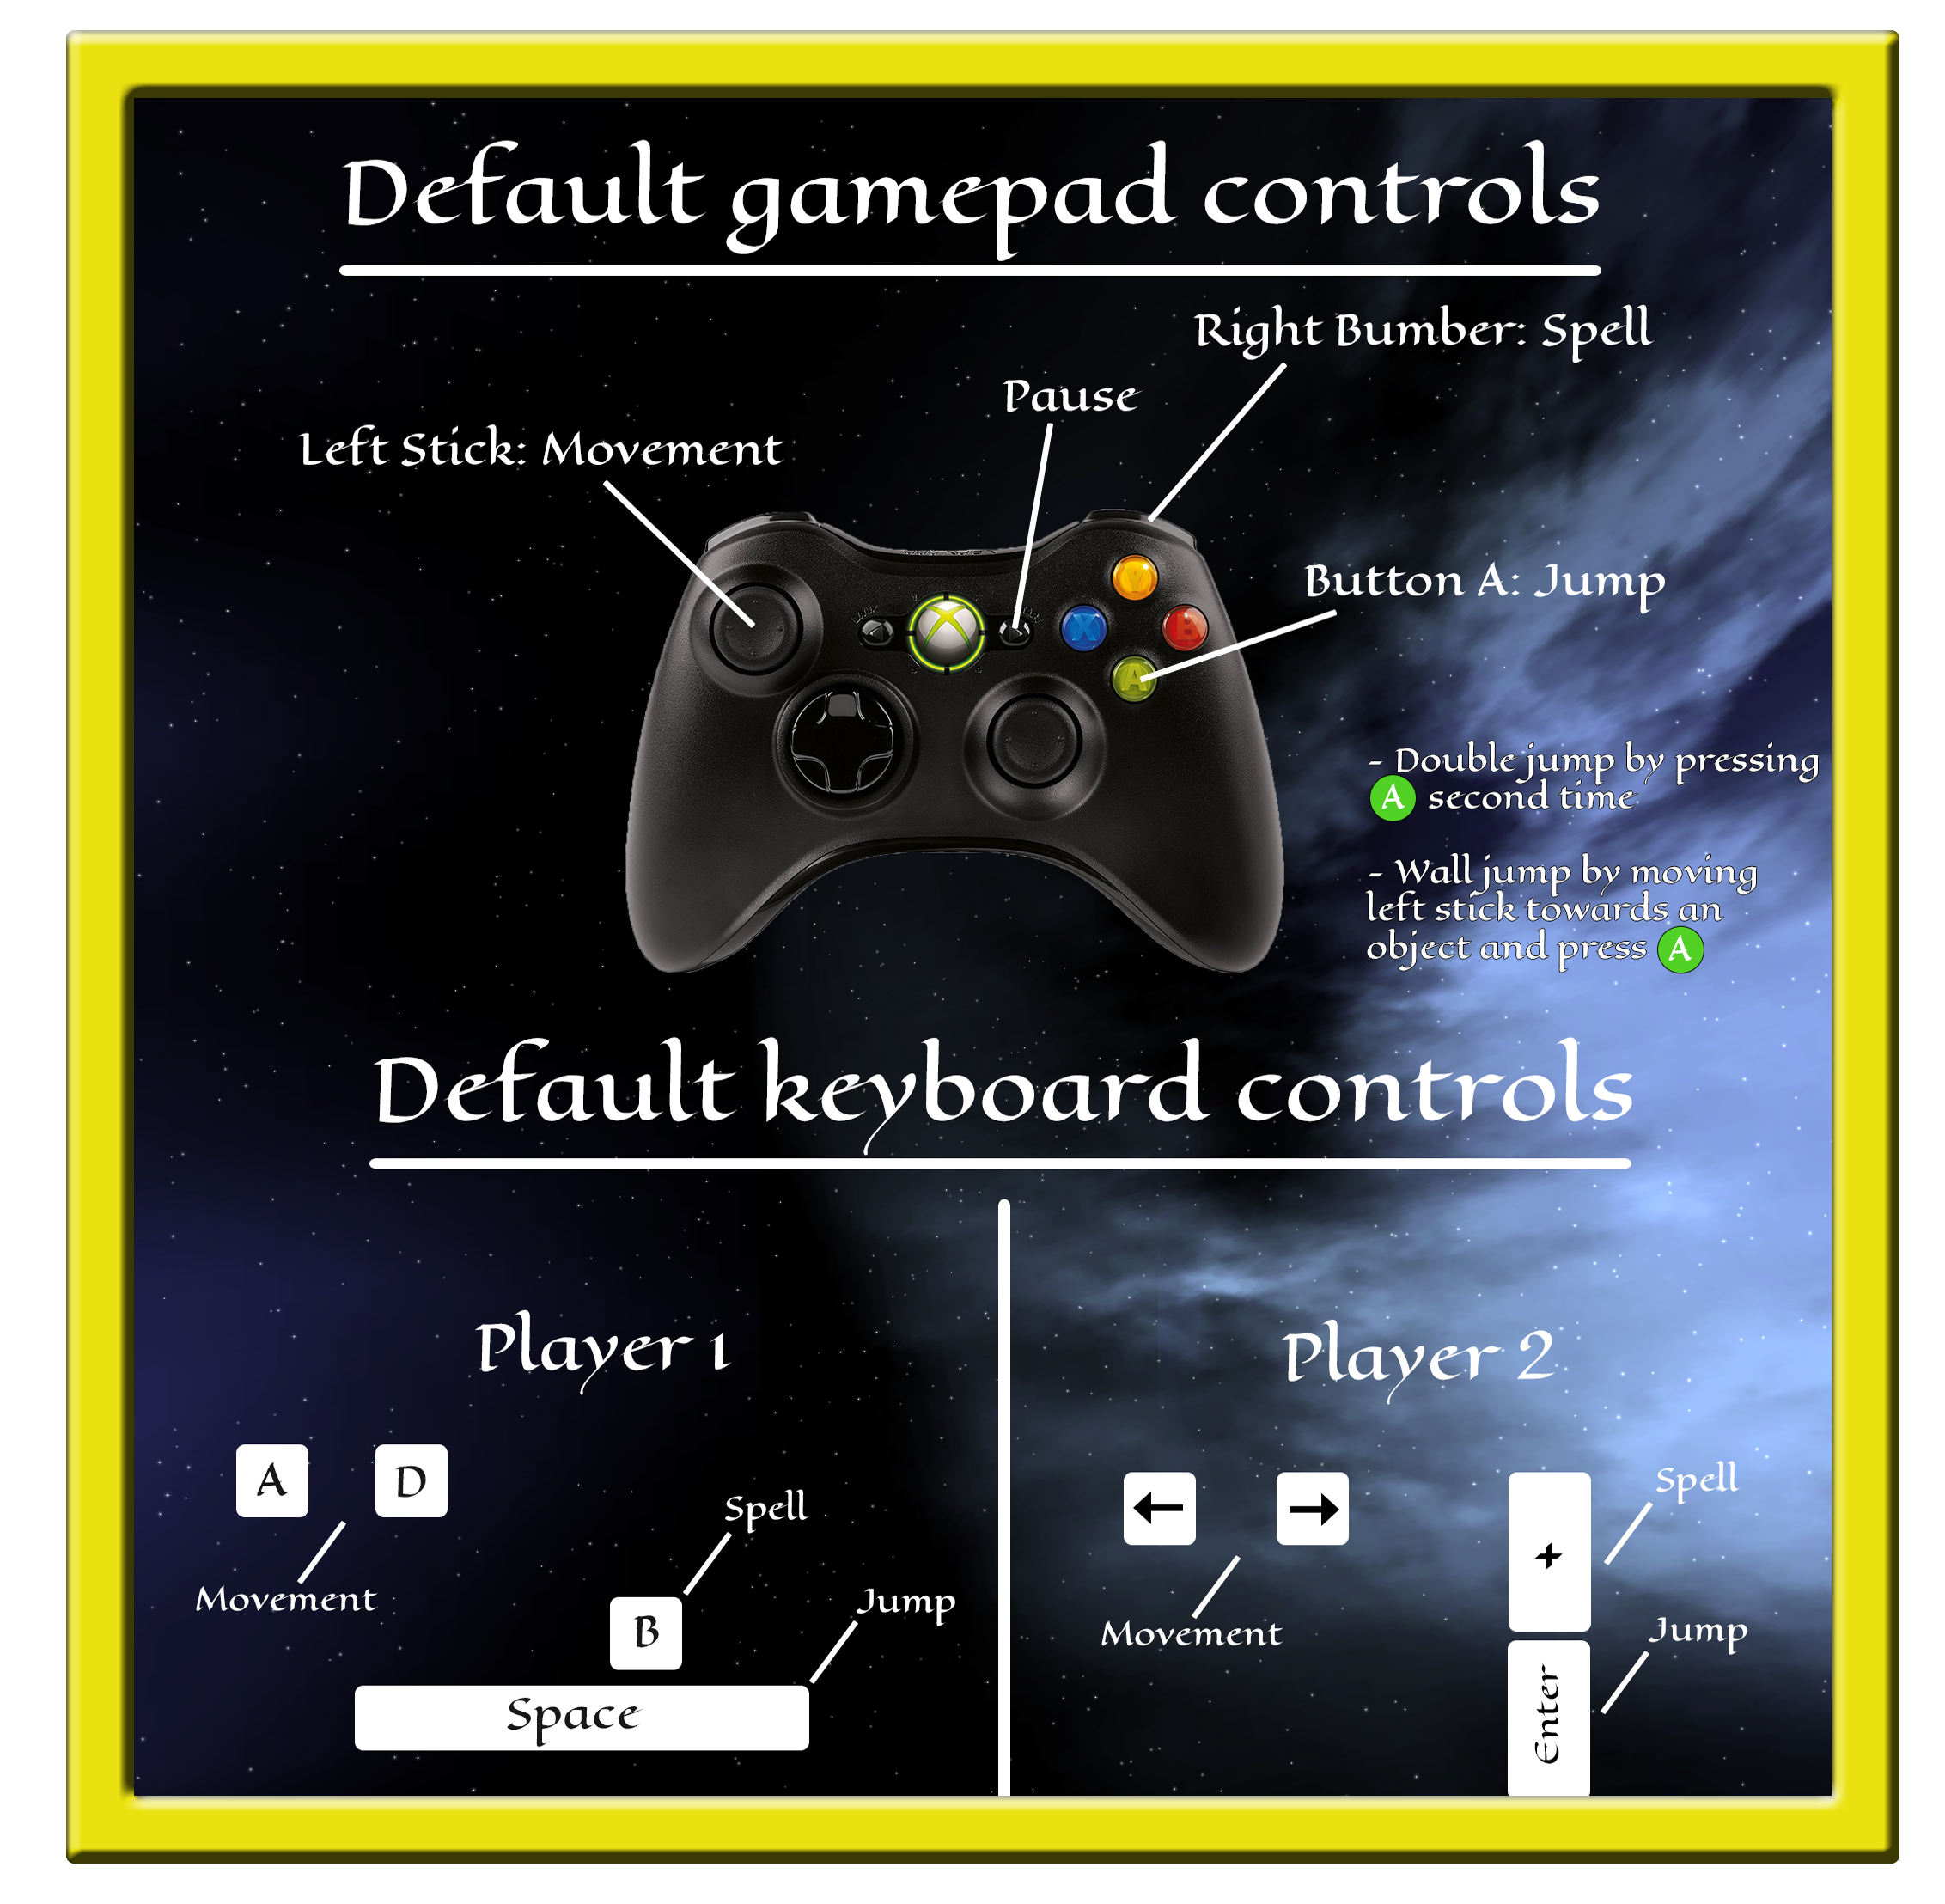 Default gamepad controls
Right Bumber: Spell
Pause
Left Stick: Movement
Button A: Jump
Y
X
B
A
- Double jump by pressing
A second time
- Wall jump by moving
left stick towards an
object and press A
Default keyboard controls
Player 1
Player 2
A
D
Movement
Spell
B
Jump
Space
←
→
Movement
Spell
+
Jump
Enter